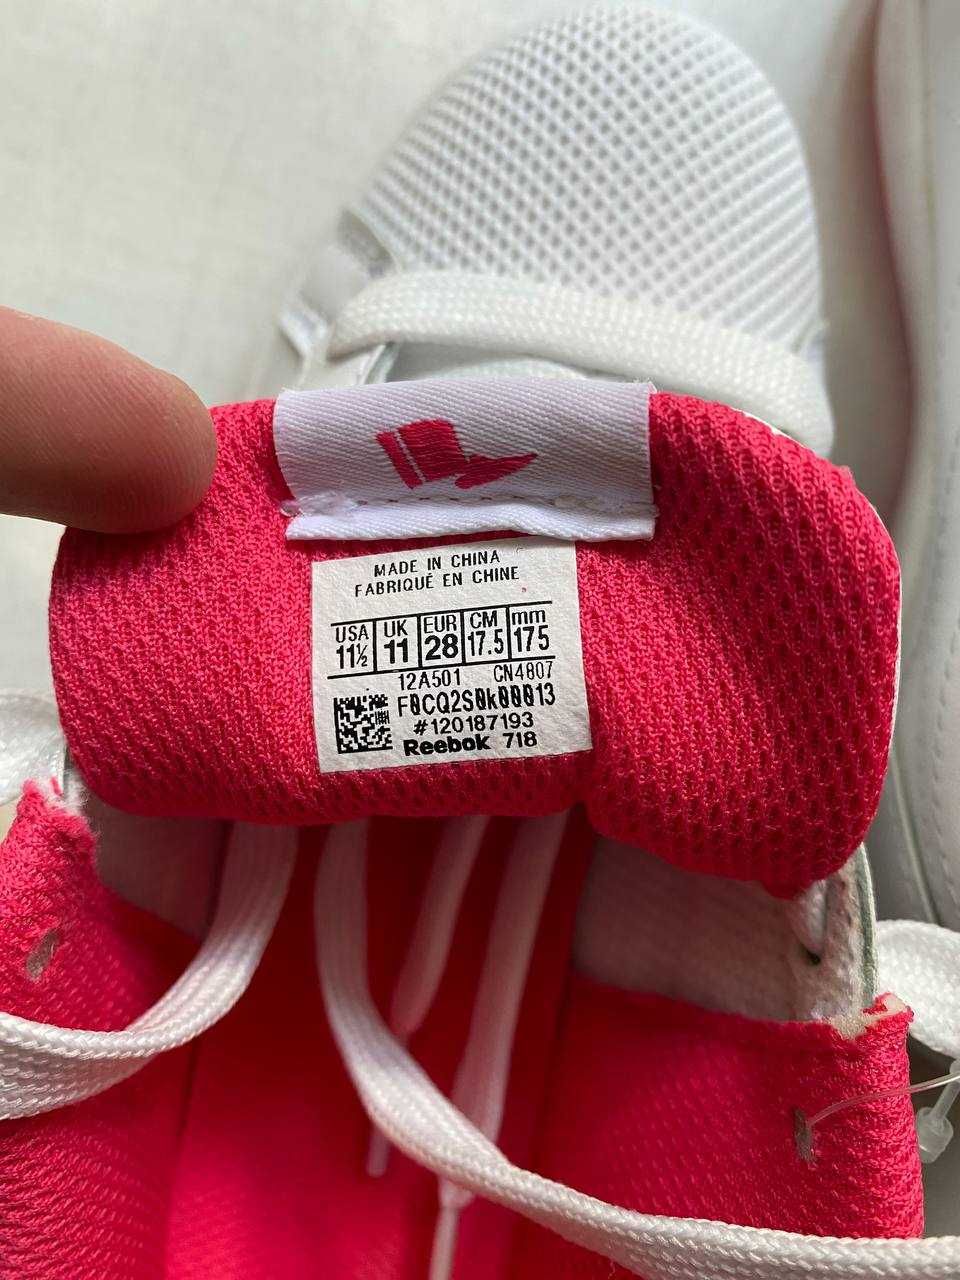 MADE IN CHINA
FABRIQUÉ EN CHINE
USA UK EUR CM mm
11½ 11 28 17.5 175
12A501 CN4807
F0CQ2S0k00013
#120187193
Reebok 718